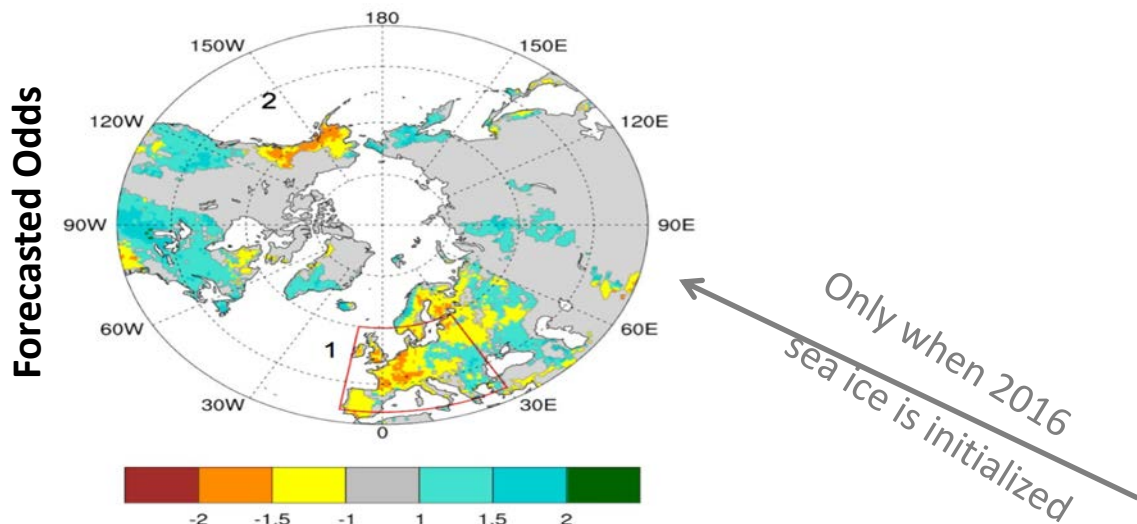 Forecasted Odds
180
150W
150E
2
120W
120E
90W
90E
60W
60E
1
30W
30E
0
Only when 2016
sea ice is initialized
-2 -1.5 -1 1 1.5 2